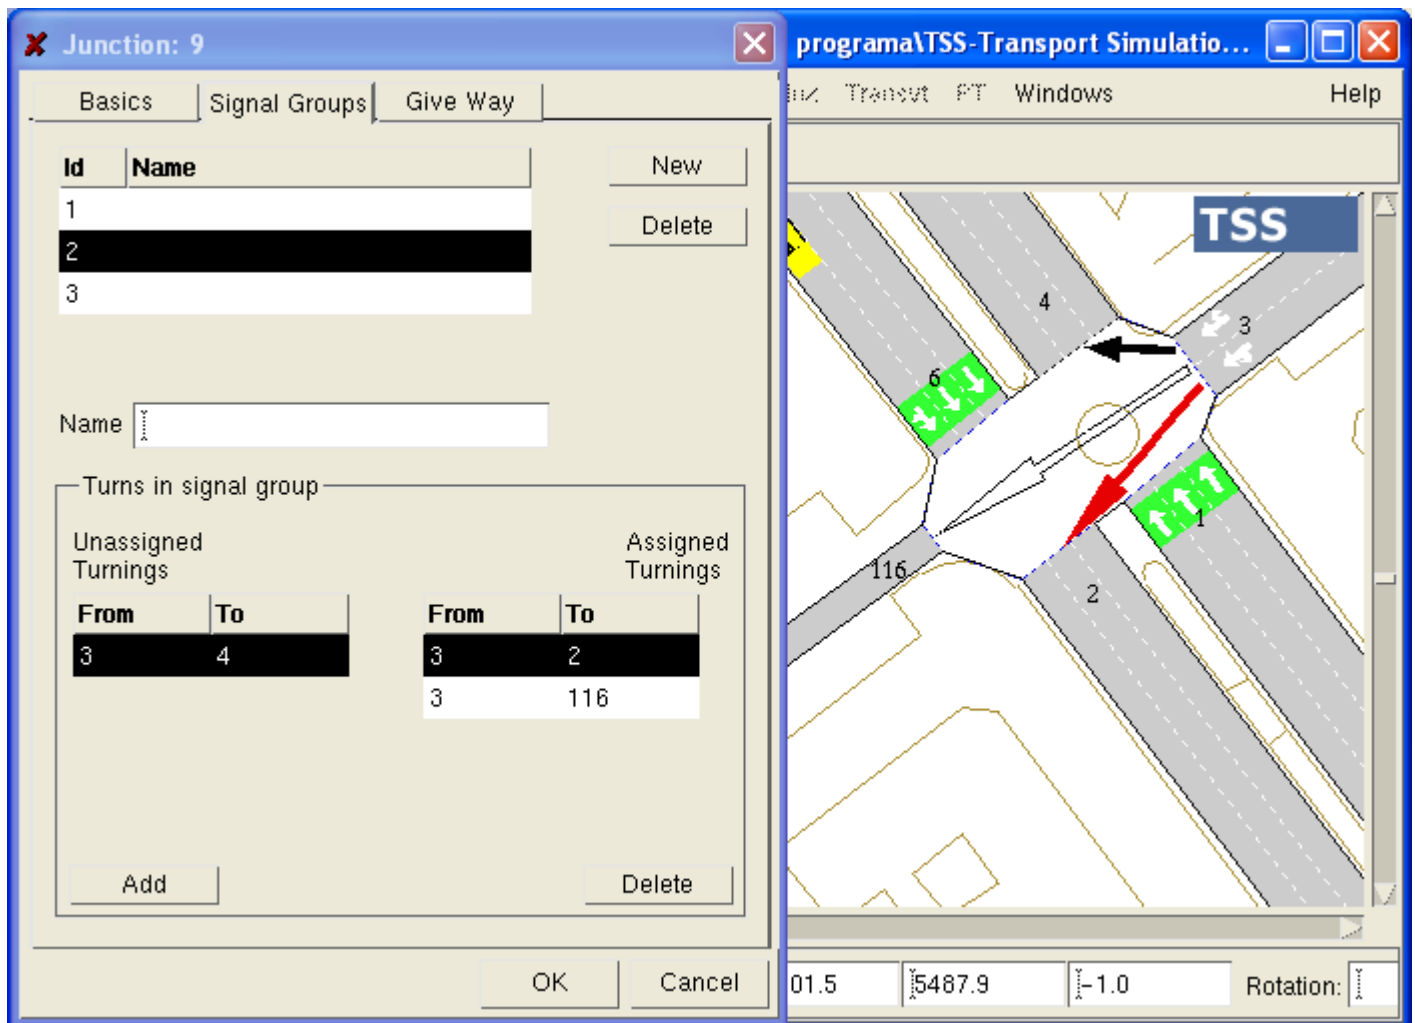 Junction: 9
programa\TSS-Transport Simulatio...
Basics Signal Groups Give Way
Transyt PT Windows Help
Id Name
1
2
3
New
Delete
Name
Turns in signal group
Unassigned Turnings
From To
3 4
Assigned Turnings
From To
3 2
3 116
Add
Delete
OK Cancel
TSS
4
3
6
1
116
2
01.5 5487.9 -1.0 Rotation: